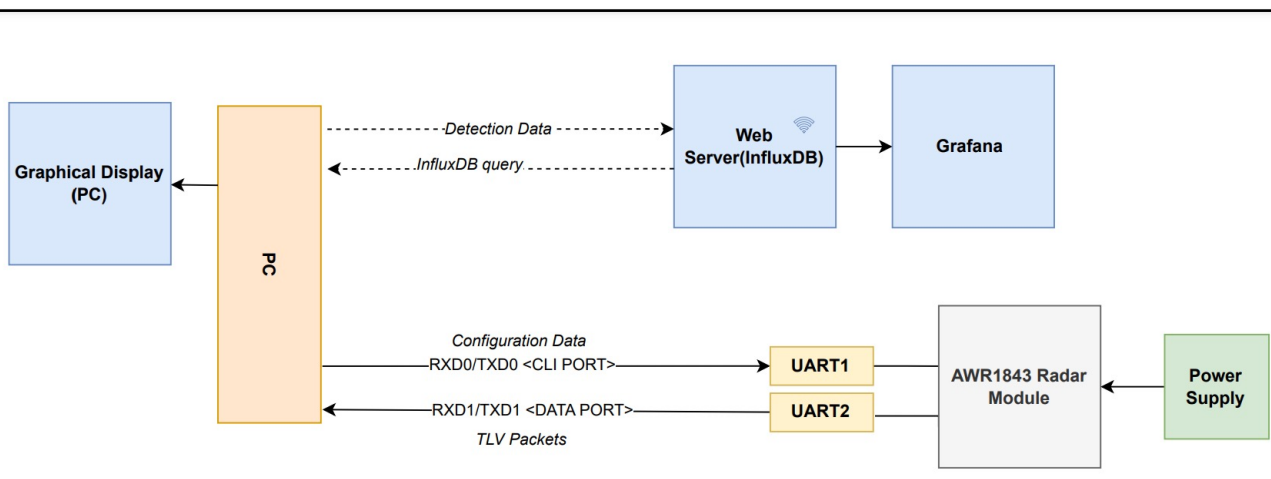 Graphical Display
(PC)
PC
Detection Data
InfluxDB query
Web
Server(InfluxDB)
Grafana
Configuration Data
RXD0/TXD0 <CLI PORT>
RXD1/TXD1 <DATA PORT>
TLV Packets
UART1
UART2
AWR1843 Radar
Module
Power
Supply